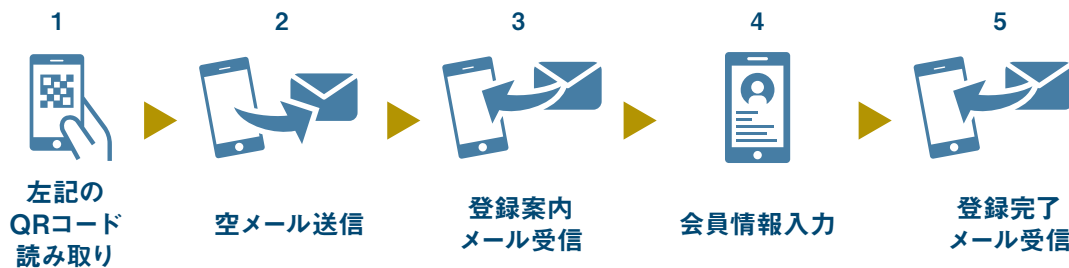 1
左記の
QRコード
読み取り
2
空メール送信
3
登録案内
メール受信
4
会員情報入力
5
登録完了
メール受信